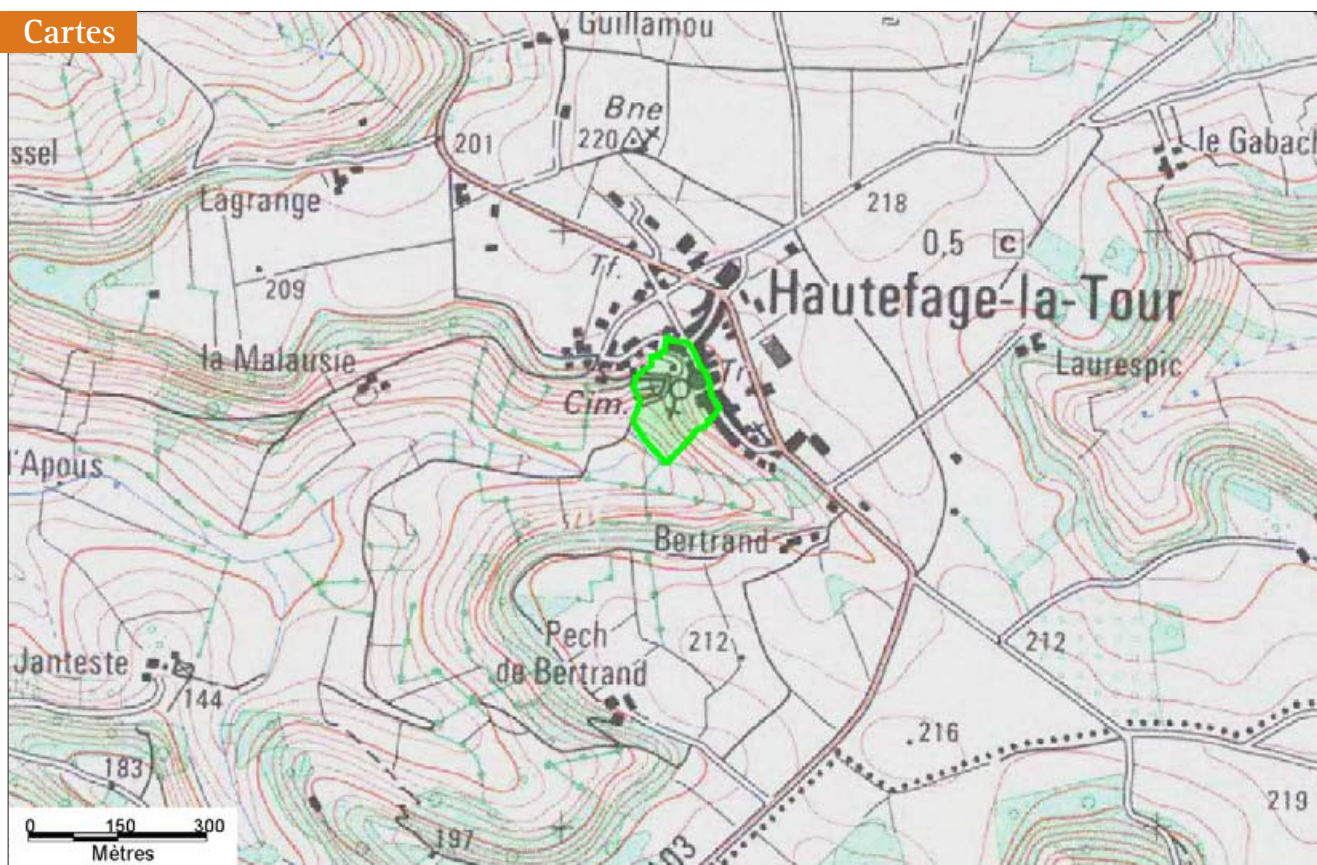 Cartes
Guillamou
Bne
220
201
ssel
le Gabach
Lagrange
218
0,5 C
Tf.
209
Hautefage-la-Tour
la Malausie
Laurespic
Tr
Cim.
l'Apous
175
Bertrand
Pech
de Bertrand
212
212
Janteste
144
216
183
219
197
103
0 150 300
Mètres